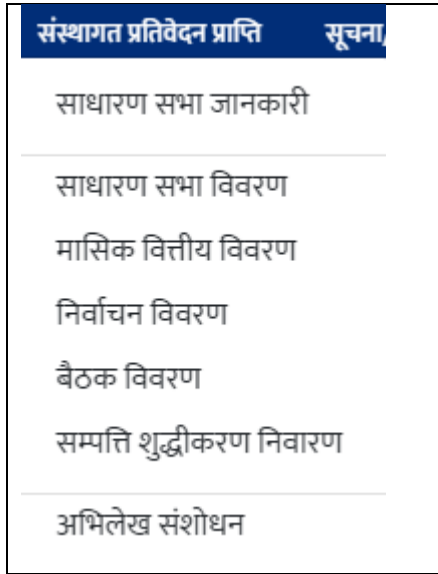 संस्थागत प्रतिवेदन प्राप्ति सूचना/
साधारण सभा जानकारी
साधारण सभा विवरण
मासिक वित्तीय विवरण
निर्वाचन विवरण
बैठक विवरण
सम्पत्ति शुद्धीकरण निवारण
अभिलेख संशोधन